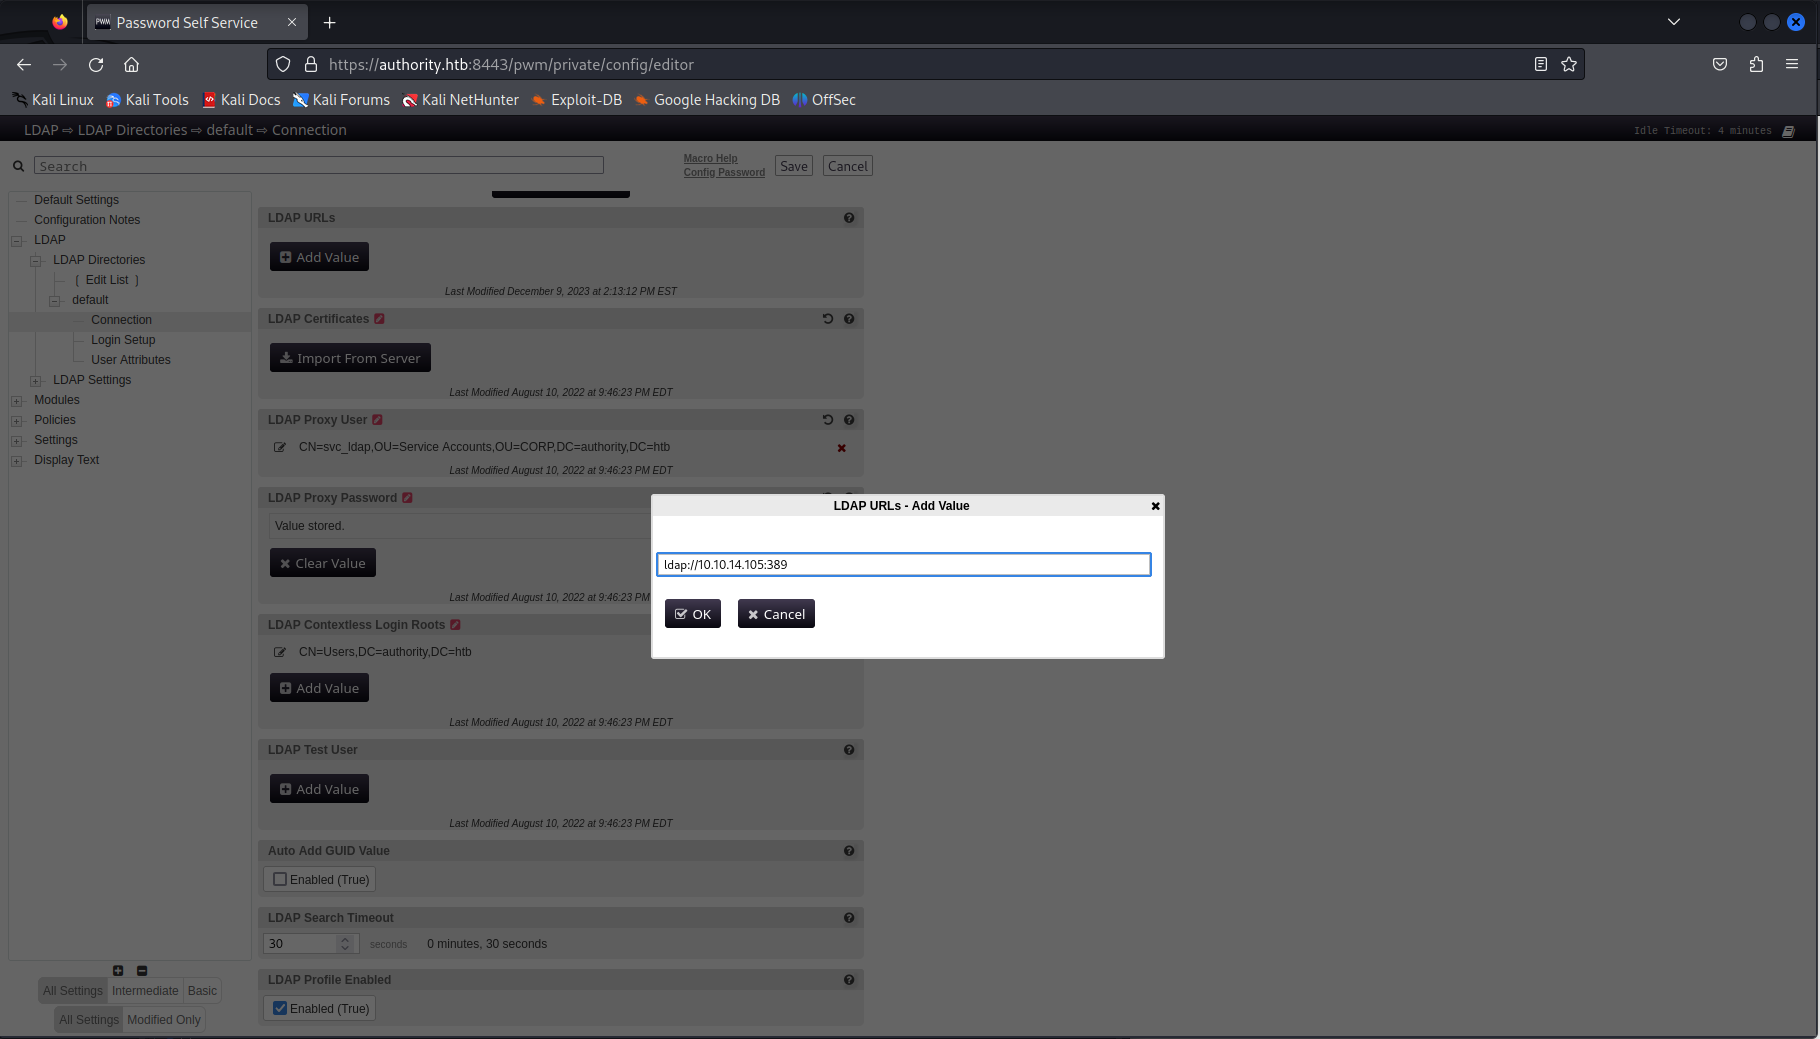 PWM Password Self Service
https://authority.htb:8443/pwm/private/config/editor
Kali Linux Kali Tools Kali Docs Kali Forums Kali NetHunter Exploit-DB Google Hacking DB OffSec
LDAP ⇨ LDAP Directories ⇨ default ⇨ Connection
Idle Timeout: 4 minutes
Search
Macro Help
Config Password
Save
Cancel
Default Settings
Configuration Notes
LDAP
LDAP Directories
[ Edit List ]
default
Connection
Login Setup
User Attributes
LDAP Settings
Modules
Policies
Settings
Display Text
All Settings Intermediate Basic
All Settings Modified Only
LDAP URLs
Add Value
Last Modified December 9, 2023 at 2:13:12 PM EST
LDAP Certificates
Import From Server
Last Modified August 10, 2022 at 9:46:23 PM EDT
LDAP Proxy User
CN=svc_ldap,OU=Service Accounts,OU=CORP,DC=authority,DC=htb
Last Modified August 10, 2022 at 9:46:23 PM EDT
LDAP Proxy Password
Value stored.
Clear Value
Last Modified August 10, 2022 at 9:46:23 PM
LDAP Contextless Login Roots
CN=Users,DC=authority,DC=htb
Add Value
Last Modified August 10, 2022 at 9:46:23 PM EDT
LDAP Test User
Add Value
Last Modified August 10, 2022 at 9:46:23 PM EDT
Auto Add GUID Value
Enabled (True)
LDAP Search Timeout
30 seconds 0 minutes, 30 seconds
LDAP Profile Enabled
Enabled (True)
LDAP URLs - Add Value
ldap://10.10.14.105:389
OK
Cancel